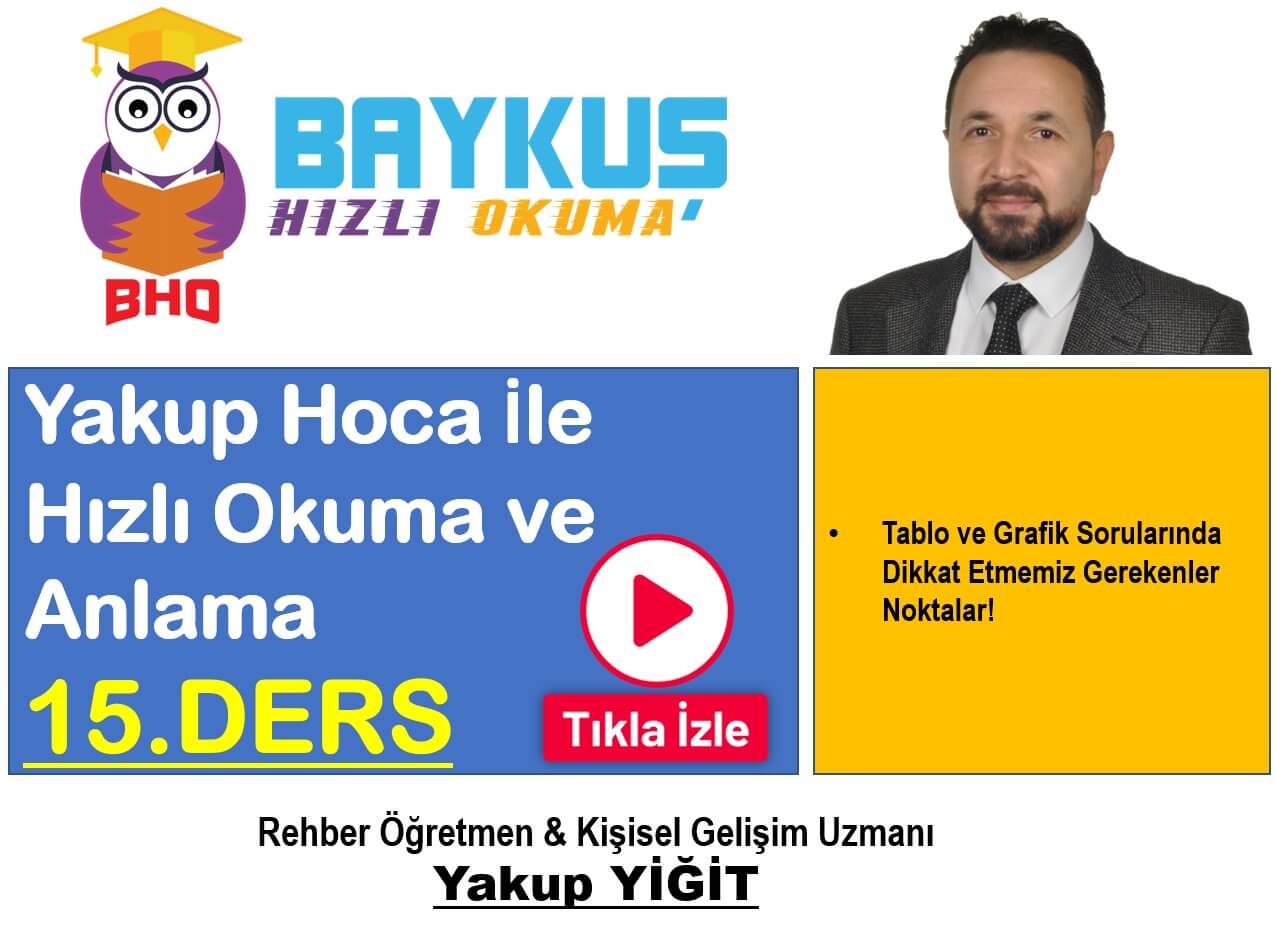 BAYKUS
HIZLI OKUMA'
BHO
Yakup Hoca İle
Hızlı Okuma ve
Anlama
15.DERS
Tıkla İzle
• Tablo ve Grafik Sorularında
Dikkat Etmemiz Gerekenler
Noktalar!
Rehber Öğretmen & Kişisel Gelişim Uzmanı
Yakup YİĞİT